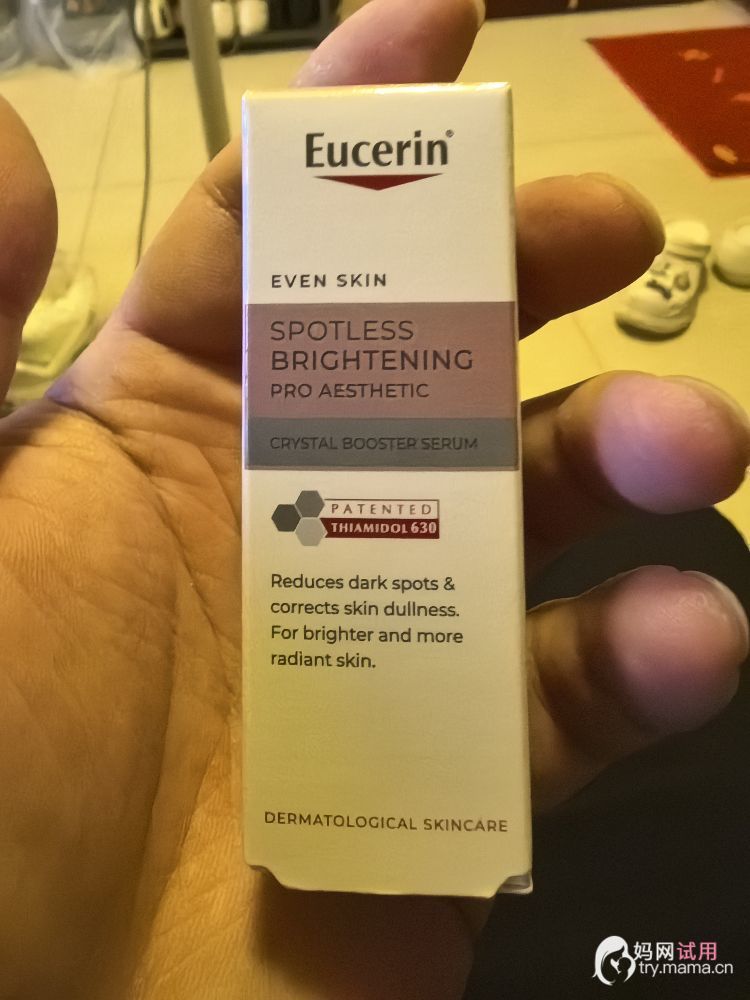 Eucerin®
EVEN SKIN
SPOTLESS
BRIGHTENING
PRO AESTHETIC
CRYSTAL BOOSTER SERUM
PATENTED
THIAMIDOL 630
Reduces dark spots &
corrects skin dullness.
For brighter and more
radiant skin.
DERMATOLOGICAL SKINCARE
妈网试用
try.mama.cn